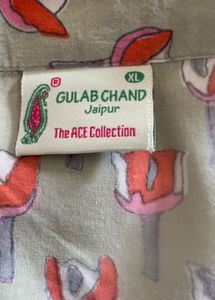 XL
GULAB CHAND
Jaipur
The ACE Collection